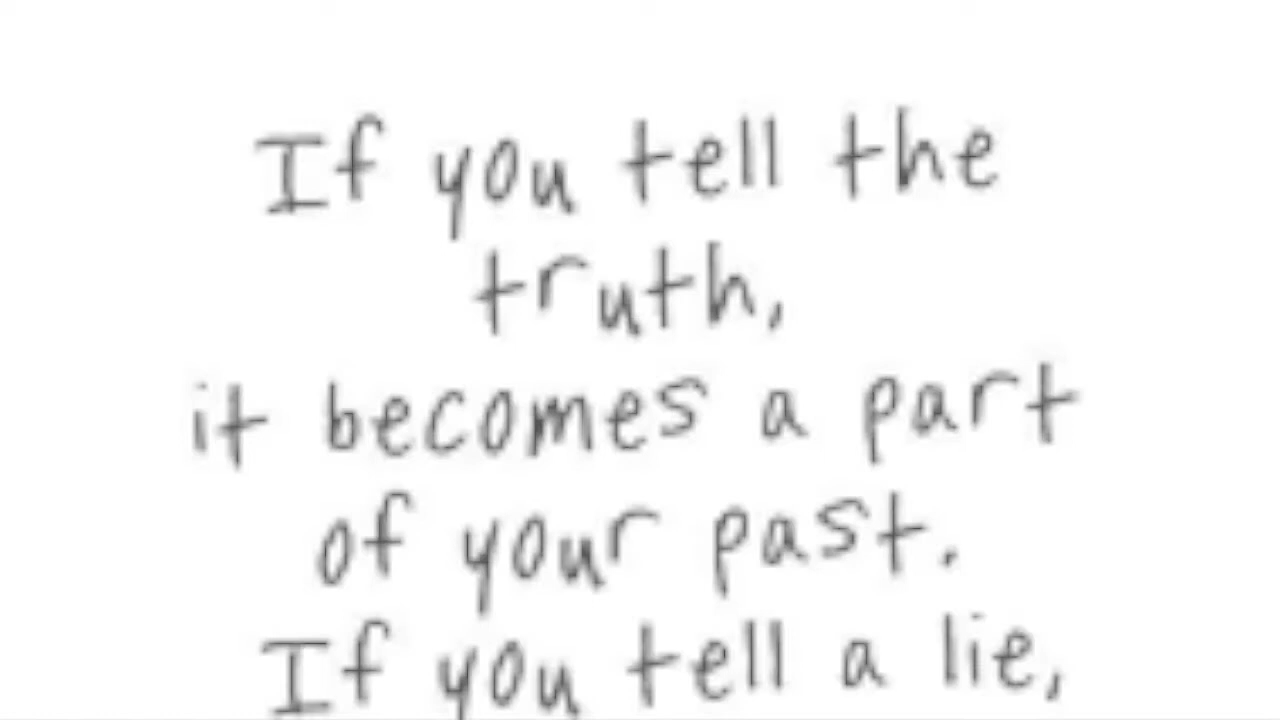 If you tell the
truth,
it becomes a part
of your past.
If you tell a lie,